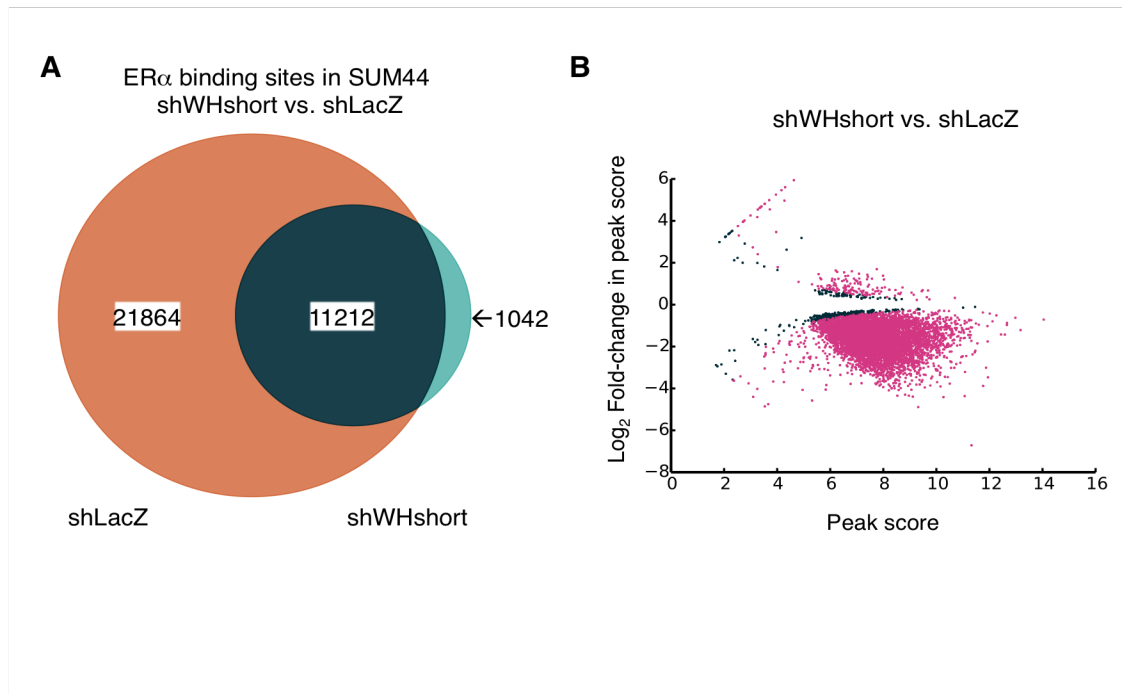 A
ERα binding sites in SUM44
shWHshort vs. shLacZ
21864
11212
←1042
shLacZ
shWHshort
B
shWHshort vs. shLacZ
Log₂ Fold-change in peak score
6
4
2
0
−2
−4
−6
−8
0 2 4 6 8 10 12 14 16
Peak score